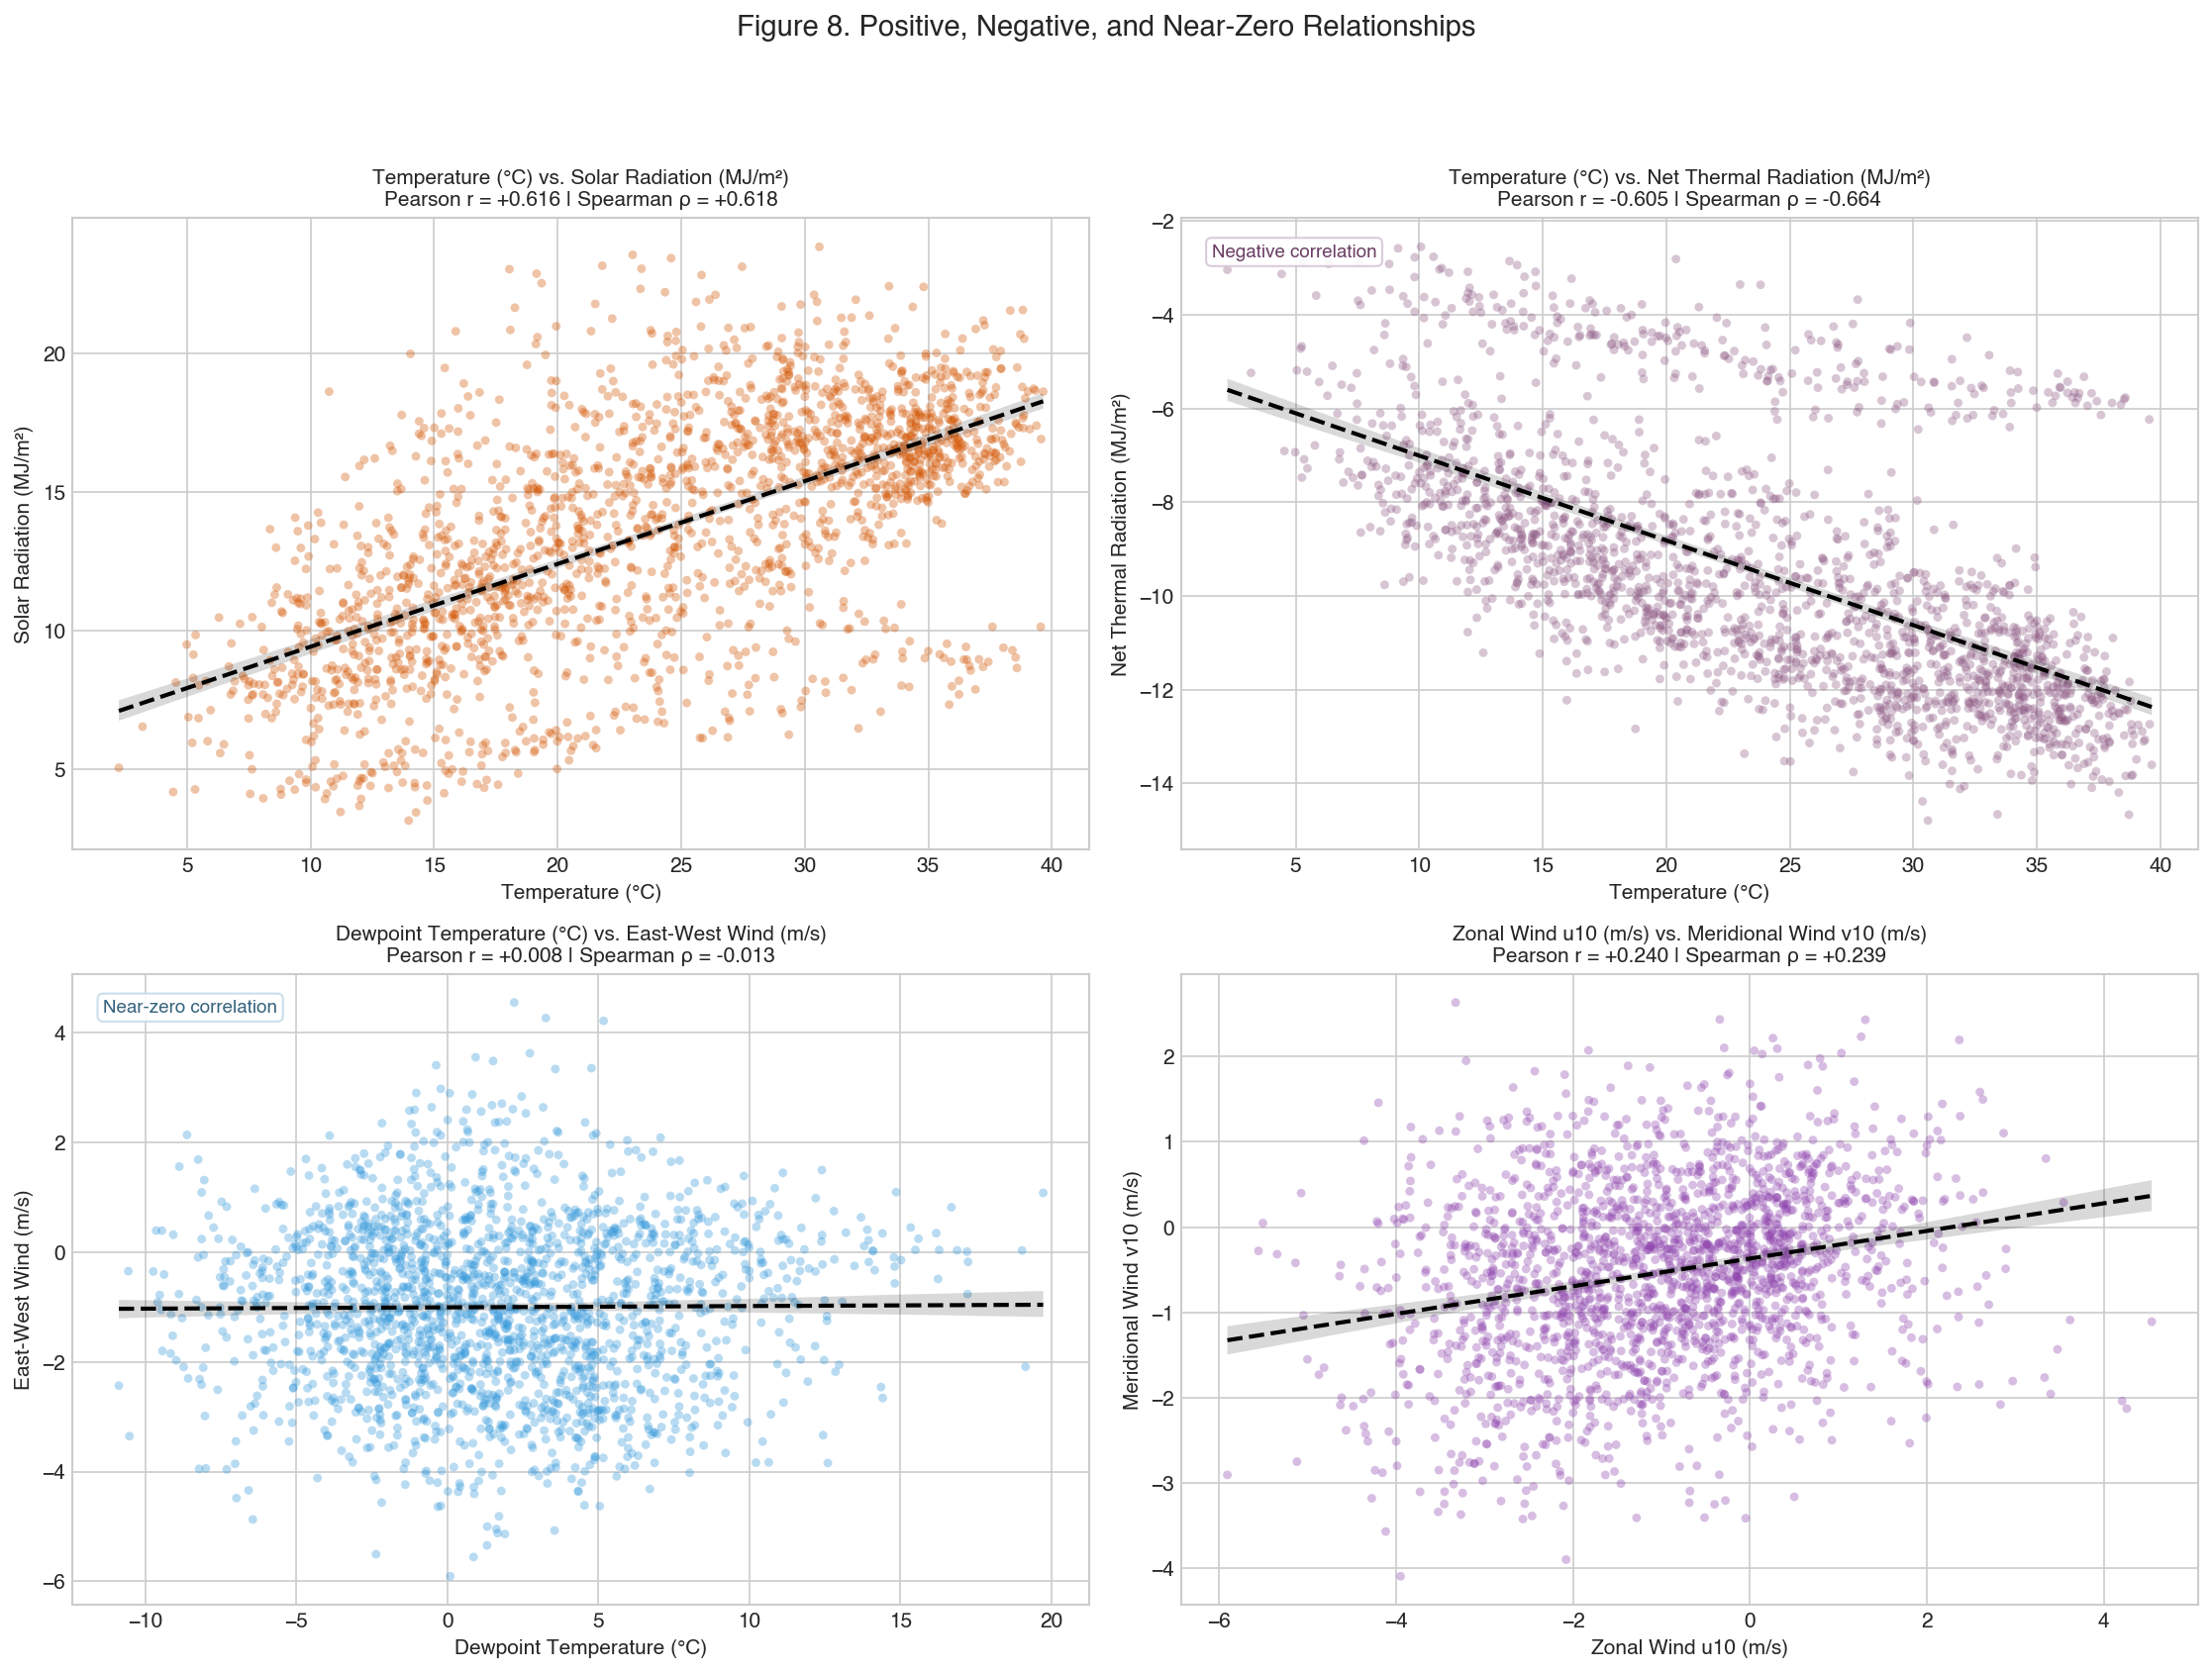 Figure 8. Positive, Negative, and Near-Zero Relationships
Temperature (°C) vs. Solar Radiation (MJ/m²)
Pearson r = +0.616 | Spearman ρ = +0.618
Solar Radiation (MJ/m²)
20
15
10
5
5 10 15 20 25 30 35 40
Temperature (°C)
Temperature (°C) vs. Net Thermal Radiation (MJ/m²)
Pearson r = -0.605 | Spearman ρ = -0.664
Negative correlation
Net Thermal Radiation (MJ/m²)
−2
−4
−6
−8
−10
−12
−14
5 10 15 20 25 30 35 40
Temperature (°C)
Dewpoint Temperature (°C) vs. East-West Wind (m/s)
Pearson r = +0.008 | Spearman ρ = -0.013
Near-zero correlation
East-West Wind (m/s)
4
2
0
−2
−4
−6
−10 −5 0 5 10 15 20
Dewpoint Temperature (°C)
Zonal Wind u10 (m/s) vs. Meridional Wind v10 (m/s)
Pearson r = +0.240 | Spearman ρ = +0.239
Meridional Wind v10 (m/s)
2
1
0
−1
−2
−3
−4
−6 −4 −2 0 2 4
Zonal Wind u10 (m/s)